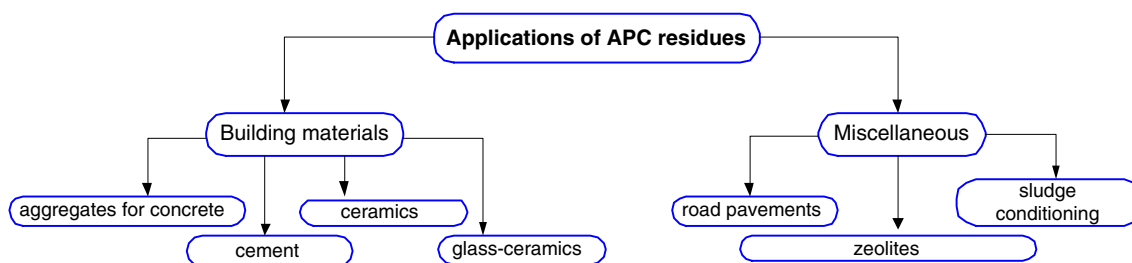 Applications of APC residues
Building materials
Miscellaneous
aggregates for concrete
cement
ceramics
glass-ceramics
road pavements
zeolites
sludge
conditioning